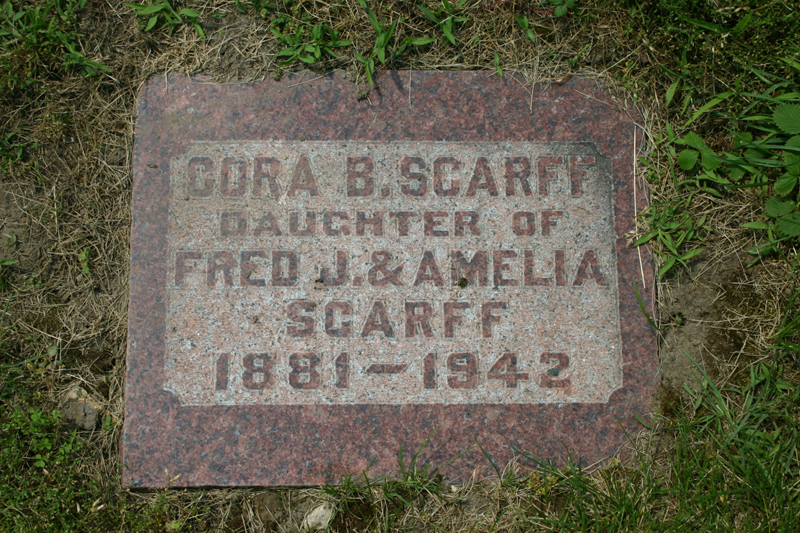 CORA B. SCARFF
DAUGHTER OF
FRED J. & AMELIA
SCARFF
1881 — 1942